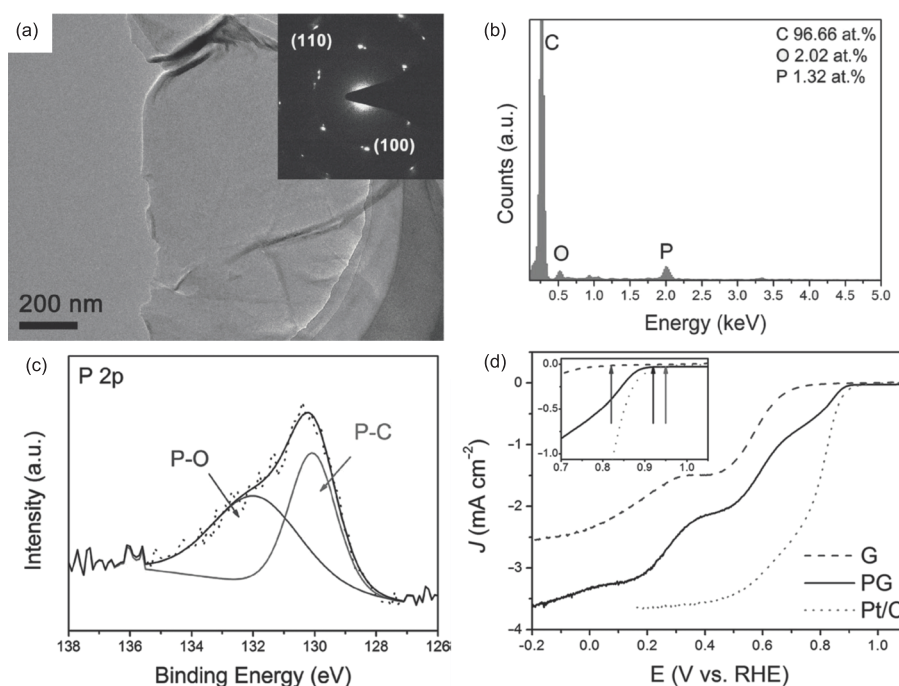 (a)
(110)
(100)
200 nm
(b)
C
C 96.66 at.%
O 2.02 at.%
P 1.32 at.%
O
P
Counts (a.u.)
0.5 1.0 1.5 2.0 2.5 3.0 3.5 4.0 4.5 5.0
Energy (keV)
(c)
P 2p
P-O
P-C
Intensity (a.u.)
138 136 134 132 130 128 126
Binding Energy (eV)
(d)
0.0
-0.5
-1.0
0.7 0.8 0.9 1.0
0
-1
-2
-3
-4
J (mA cm⁻²)
G
PG
Pt/C
-0.2 0.0 0.2 0.4 0.6 0.8 1.0
E (V vs. RHE)